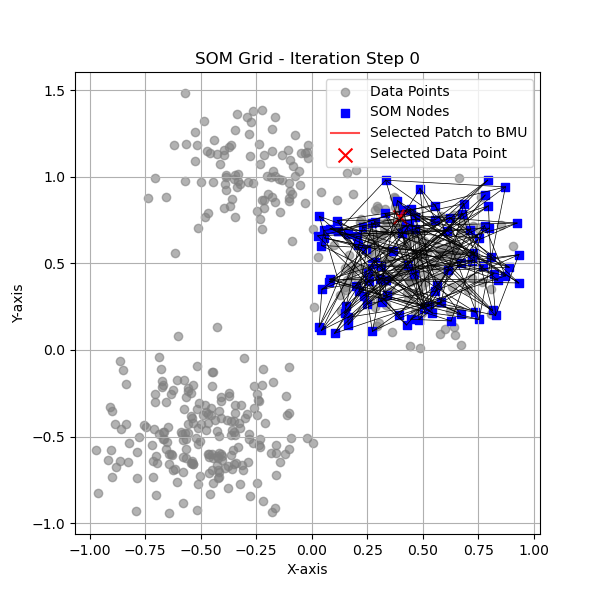 SOM Grid - Iteration Step 0
Data Points
SOM Nodes
Selected Patch to BMU
Selected Data Point
1.5
1.0
0.5
0.0
−0.5
−1.0
Y-axis
−1.00 −0.75 −0.50 −0.25 0.00 0.25 0.50 0.75 1.00
X-axis